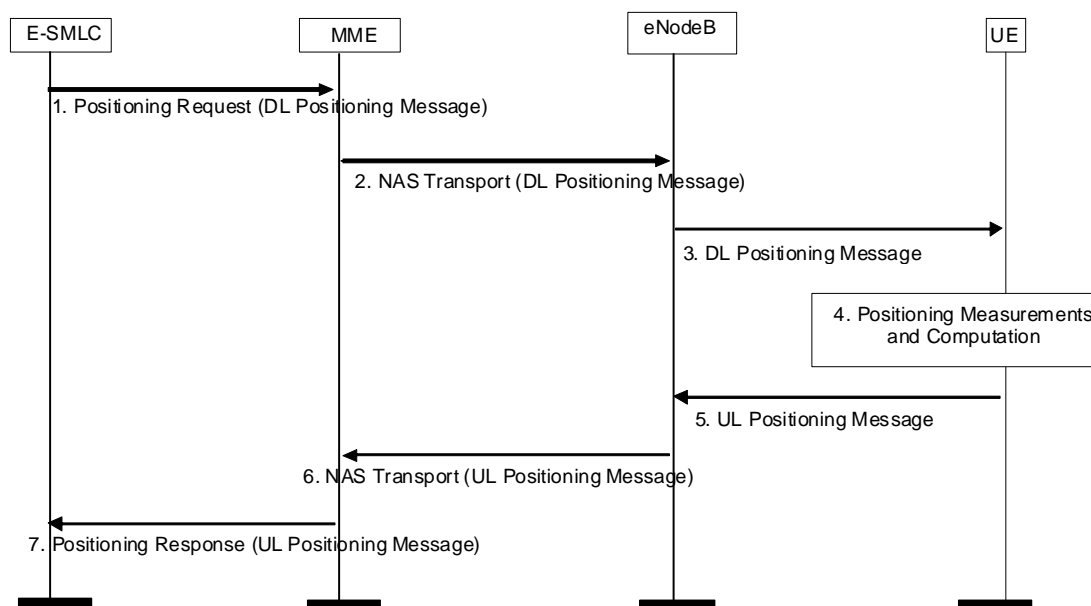 E-SMLC
MME
eNodeB
UE
1. Positioning Request (DL Positioning Message)
2. NAS Transport (DL Positioning Message)
3. DL Positioning Message
4. Positioning Measurements
and Computation
5. UL Positioning Message
6. NAS Transport (UL Positioning Message)
7. Positioning Response (UL Positioning Message)